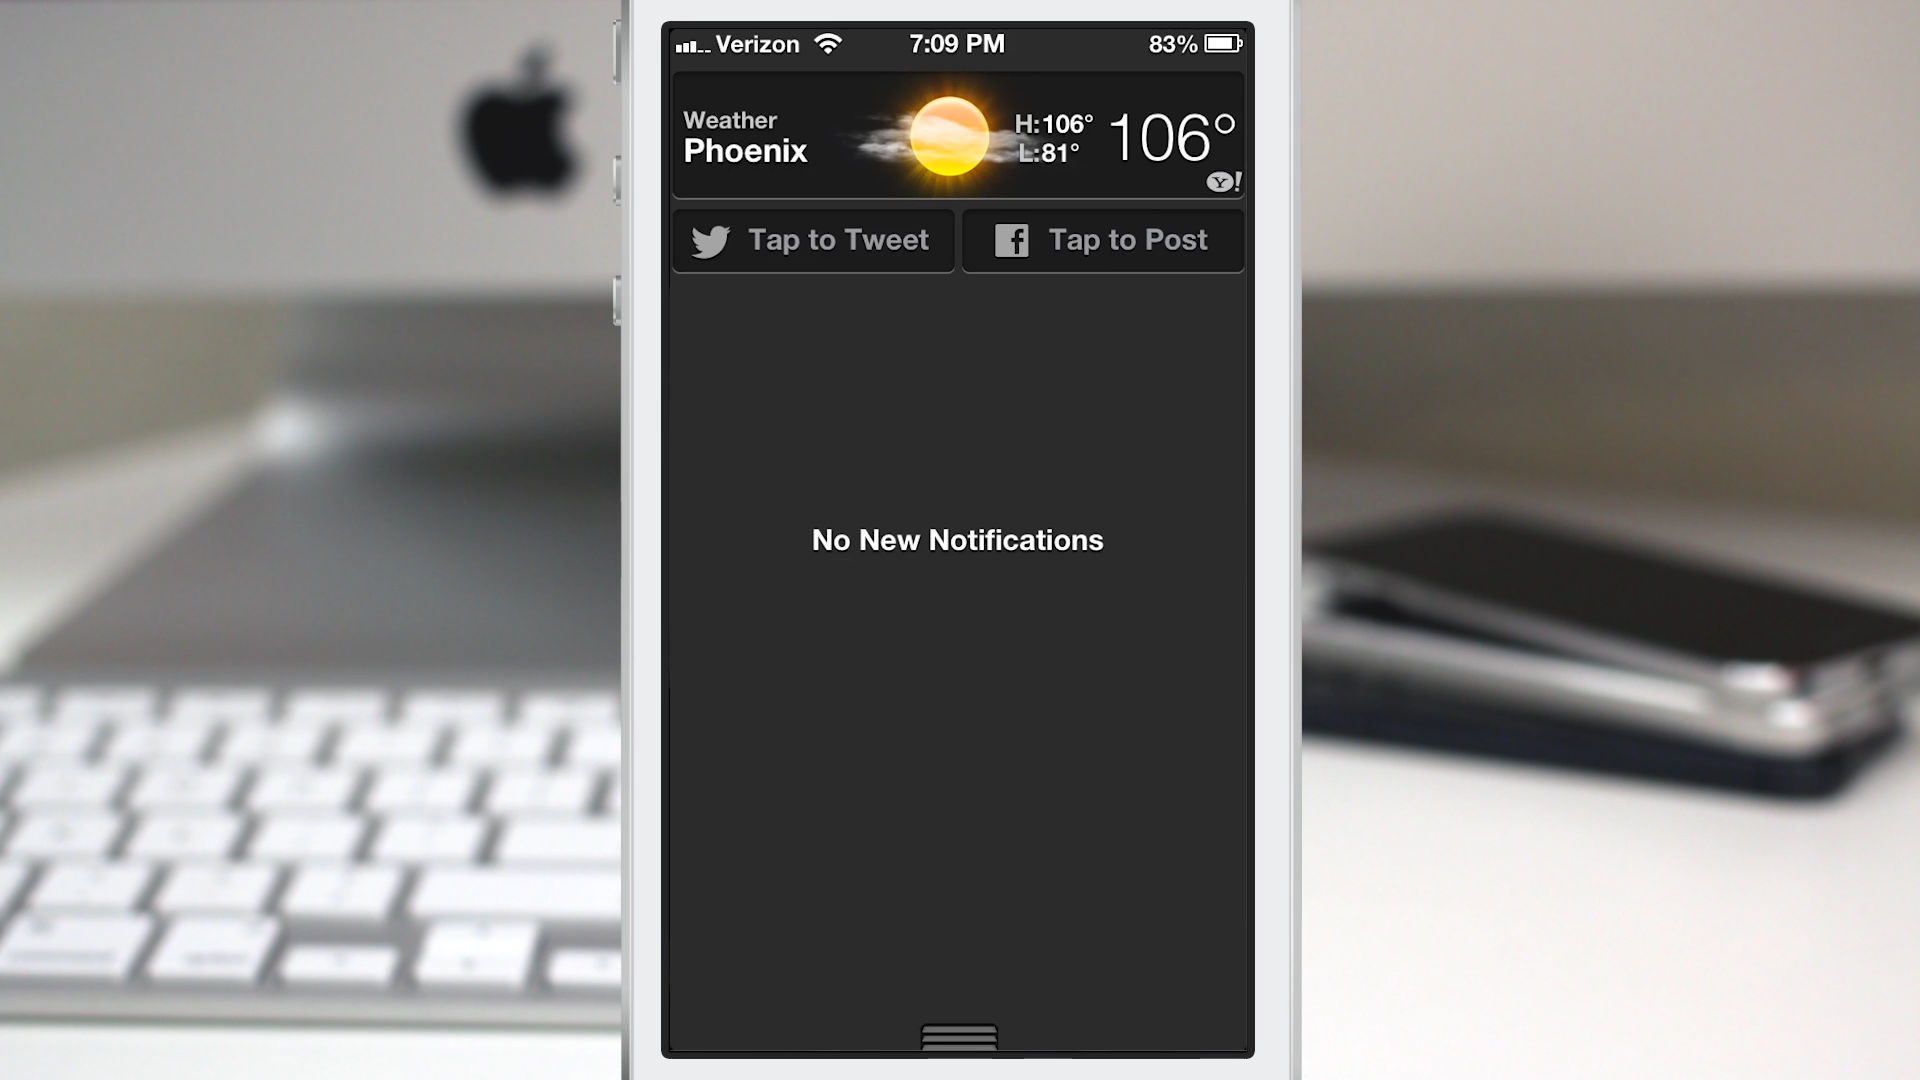 Verizon 7:09 PM 83%
Weather
Phoenix
H:106°
L:81°
106°
Y!
Tap to Tweet
Tap to Post
No New Notifications